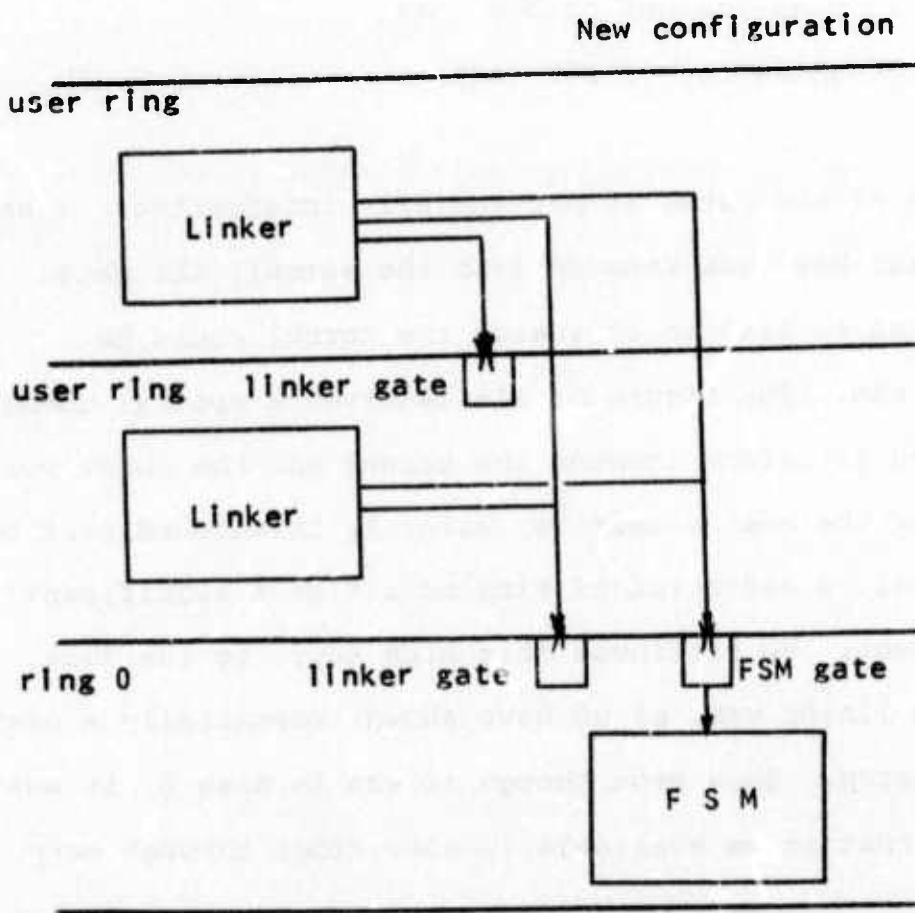 New configuration
user ring
Linker
user ring linker gate
Linker
ring 0 linker gate FSM gate
F S M